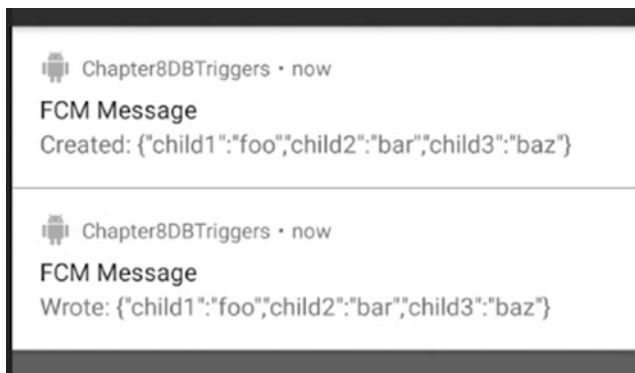 Chapter8DBTriggers • now
FCM Message
Created: {"child1":"foo","child2":"bar","child3":"baz"}
Chapter8DBTriggers • now
FCM Message
Wrote: {"child1":"foo","child2":"bar","child3":"baz"}